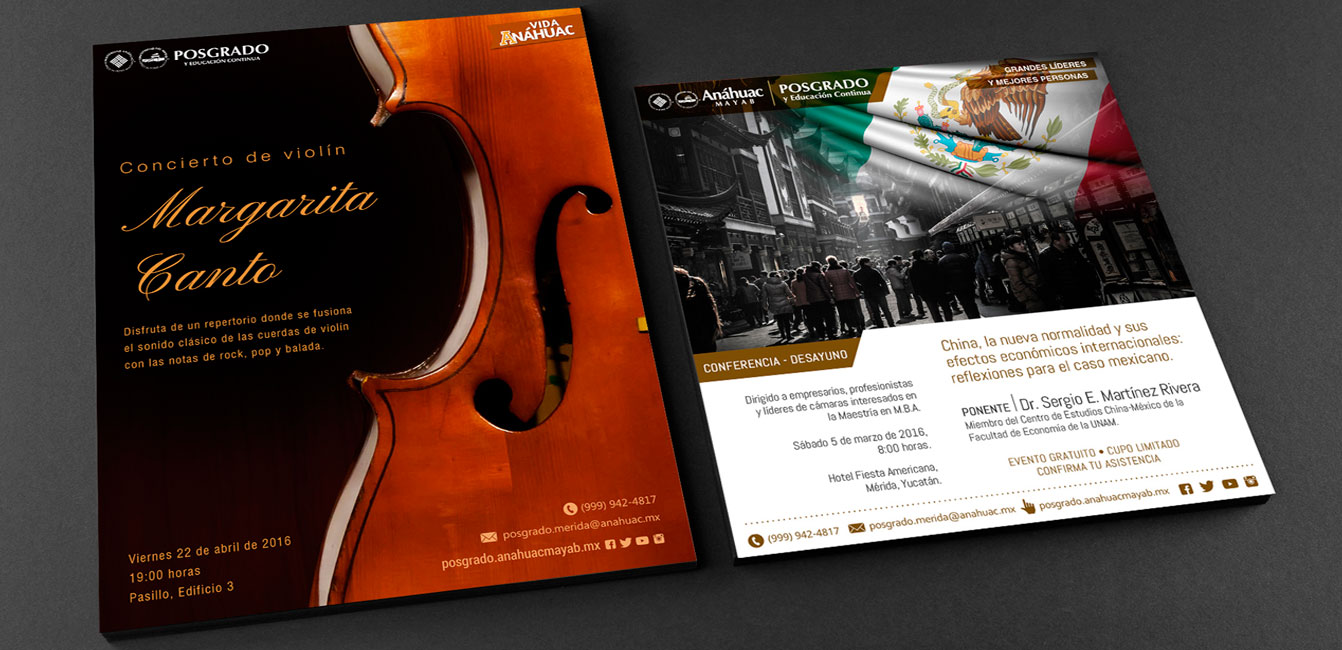 POSGRADO
Y EDUCACIÓN CONTINUA
VIDA
ANÁHUAC
Concierto de violín
Margarita
Canto
Disfruta de un repertorio donde se fusiona
el sonido clásico de las cuerdas de violín
con las notas de rock, pop y balada.
Viernes 22 de abril de 2016
19:00 horas
Pasillo, Edificio 3
(999) 942-4817
posgrado.merida@anahuac.mx
posgrado.anahuacmayab.mx
Anáhuac
MAYAB
POSGRADO
y Educación Continua
GRANDES LÍDERES
Y MEJORES PERSONAS
CONFERENCIA - DESAYUNO
Dirigido a empresarios, profesionistas
y líderes de cámaras interesados en
la Maestría en M.B.A.
Sábado 5 de marzo de 2016,
8:00 horas.
Hotel Fiesta Americana,
Mérida, Yucatán.
China, la nueva normalidad y sus
efectos económicos internacionales:
reflexiones para el caso mexicano.
PONENTE | Dr. Sergio E. Martínez Rivera
Miembro del Centro de Estudios China-México de la
Facultad de Economía de la UNAM.
EVENTO GRATUITO • CUPO LIMITADO
CONFIRMA TU ASISTENCIA
(999) 942-4817 posgrado.merida@anahuac.mx posgrado.anahuacmayab.mx